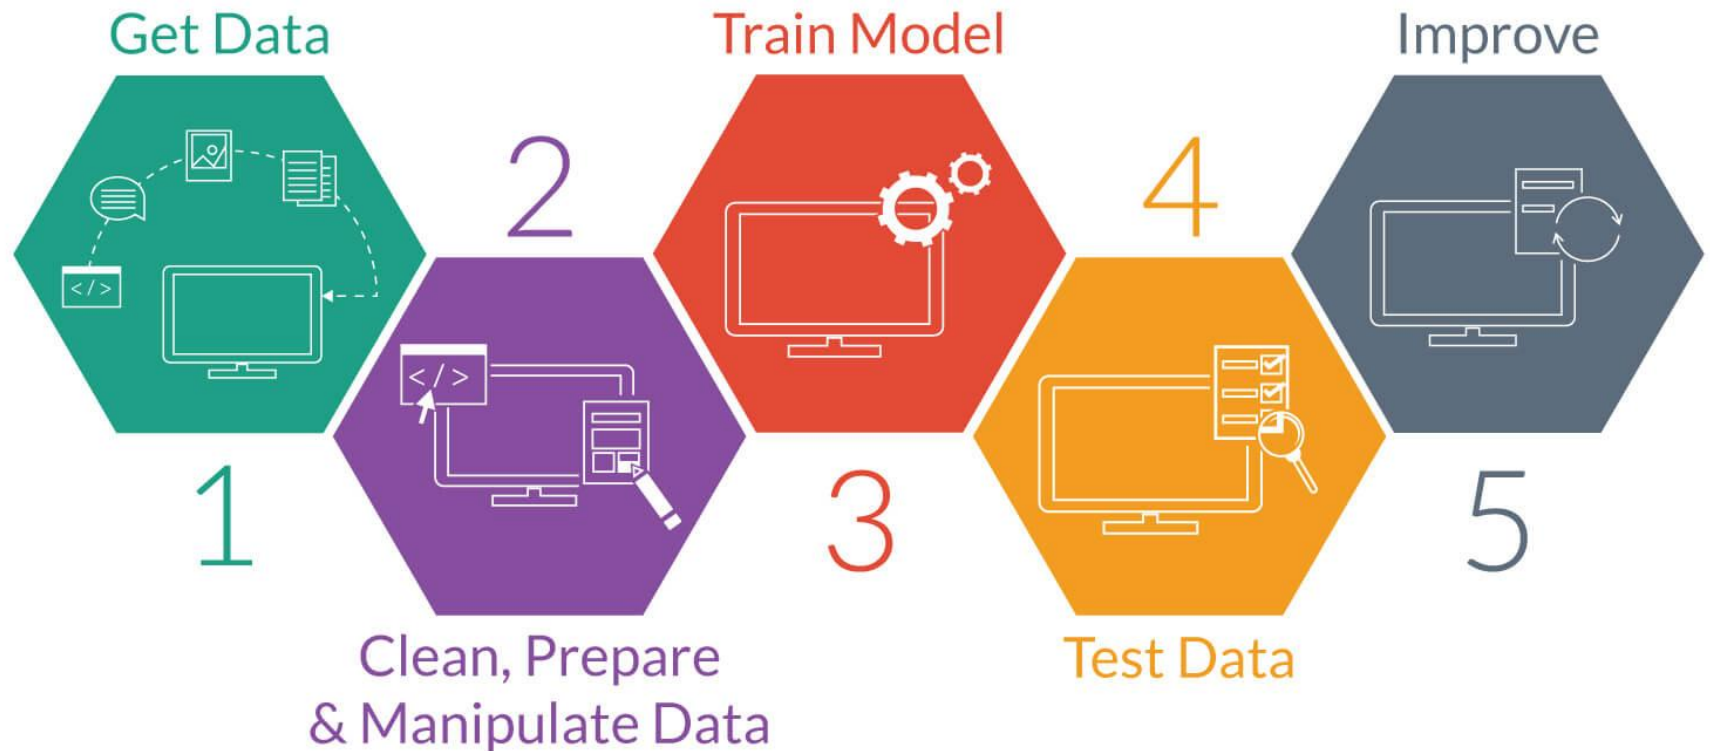 Get Data
</>
1
2
</>
Clean, Prepare
& Manipulate Data
Train Model
3
4
Test Data
Improve
5